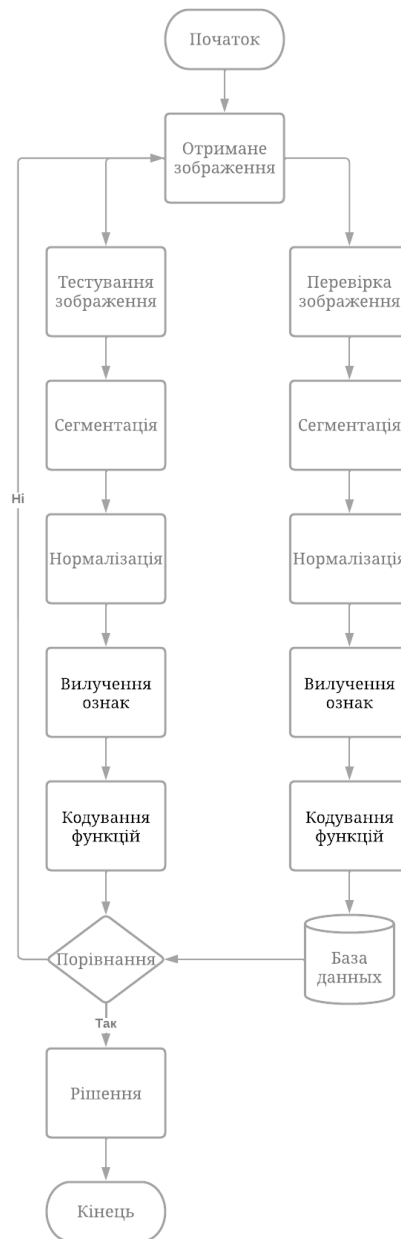 Початок
Отримане
зображення
Тестування
зображення
Перевірка
зображення
Сегментація
Сегментація
Ні
Нормалізація
Нормалізація
Вилучення
ознак
Вилучення
ознак
Кодування
функцій
Кодування
функцій
Порівнання
База
данных
Так
Рішення
Кінець